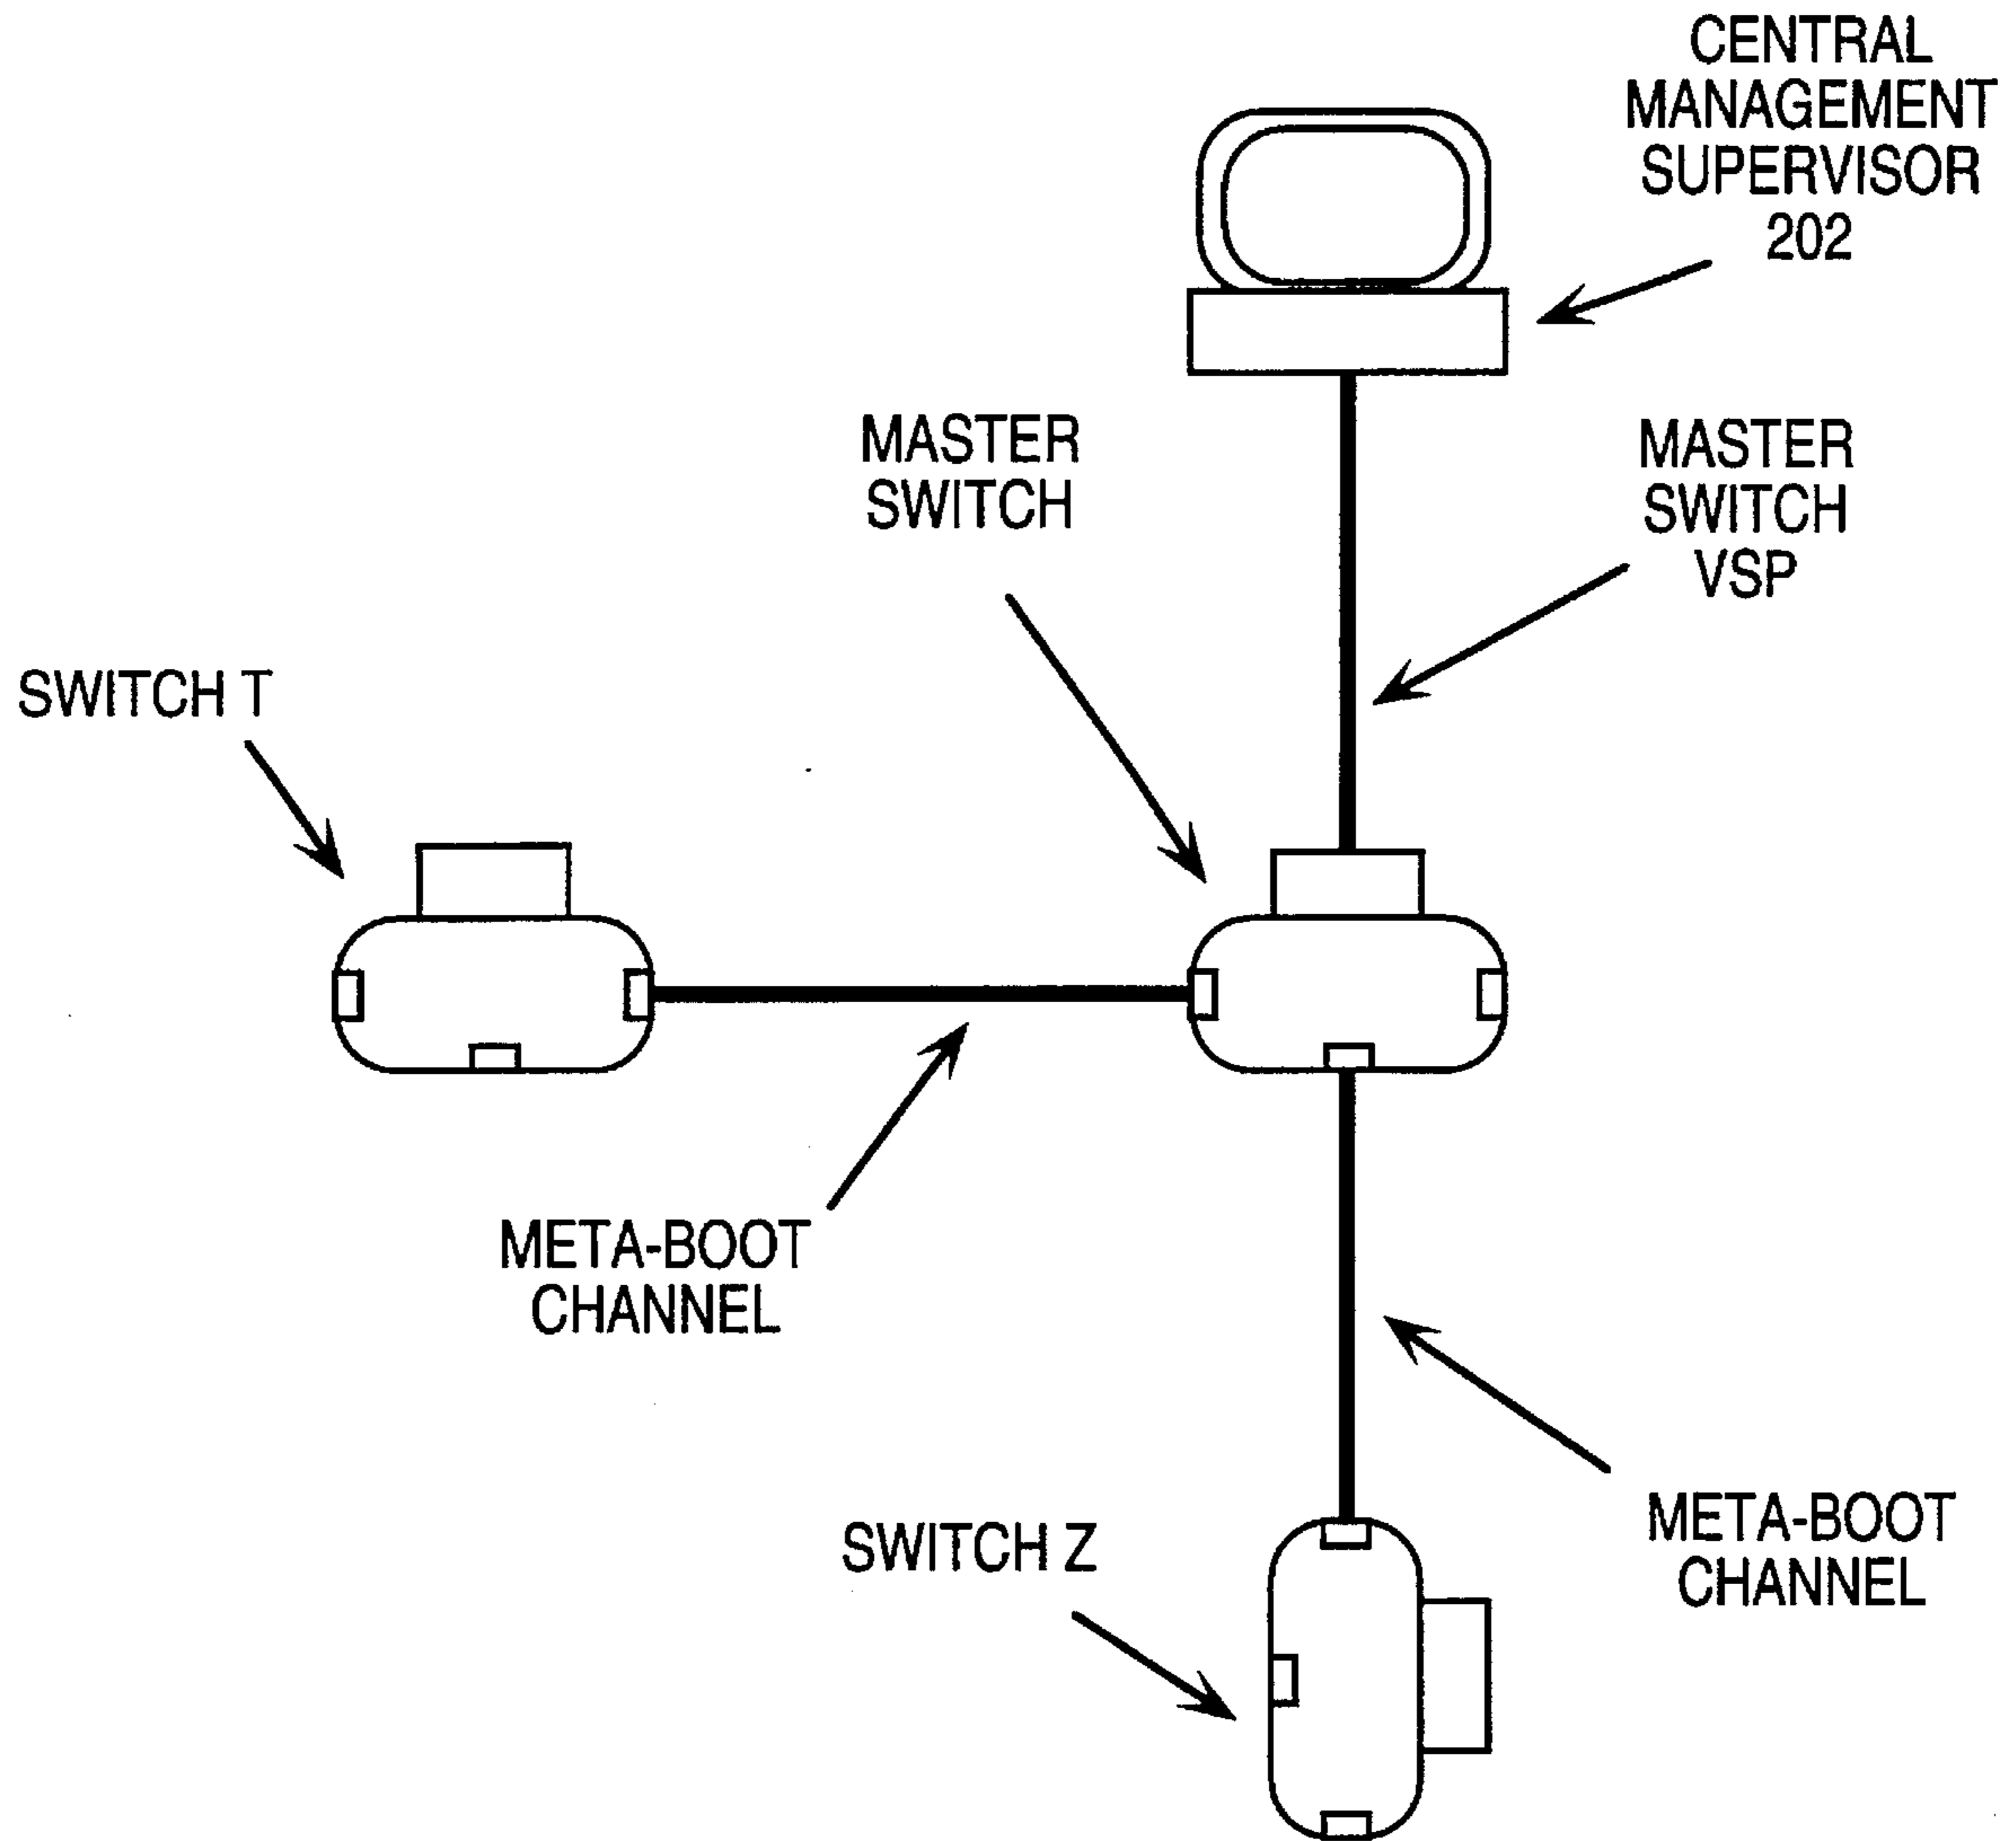 CENTRAL
MANAGEMENT
SUPERVISOR
202
MASTER
SWITCH
MASTER
SWITCH
VSP
SWITCH T
META-BOOT
CHANNEL
META-BOOT
CHANNEL
SWITCH Z